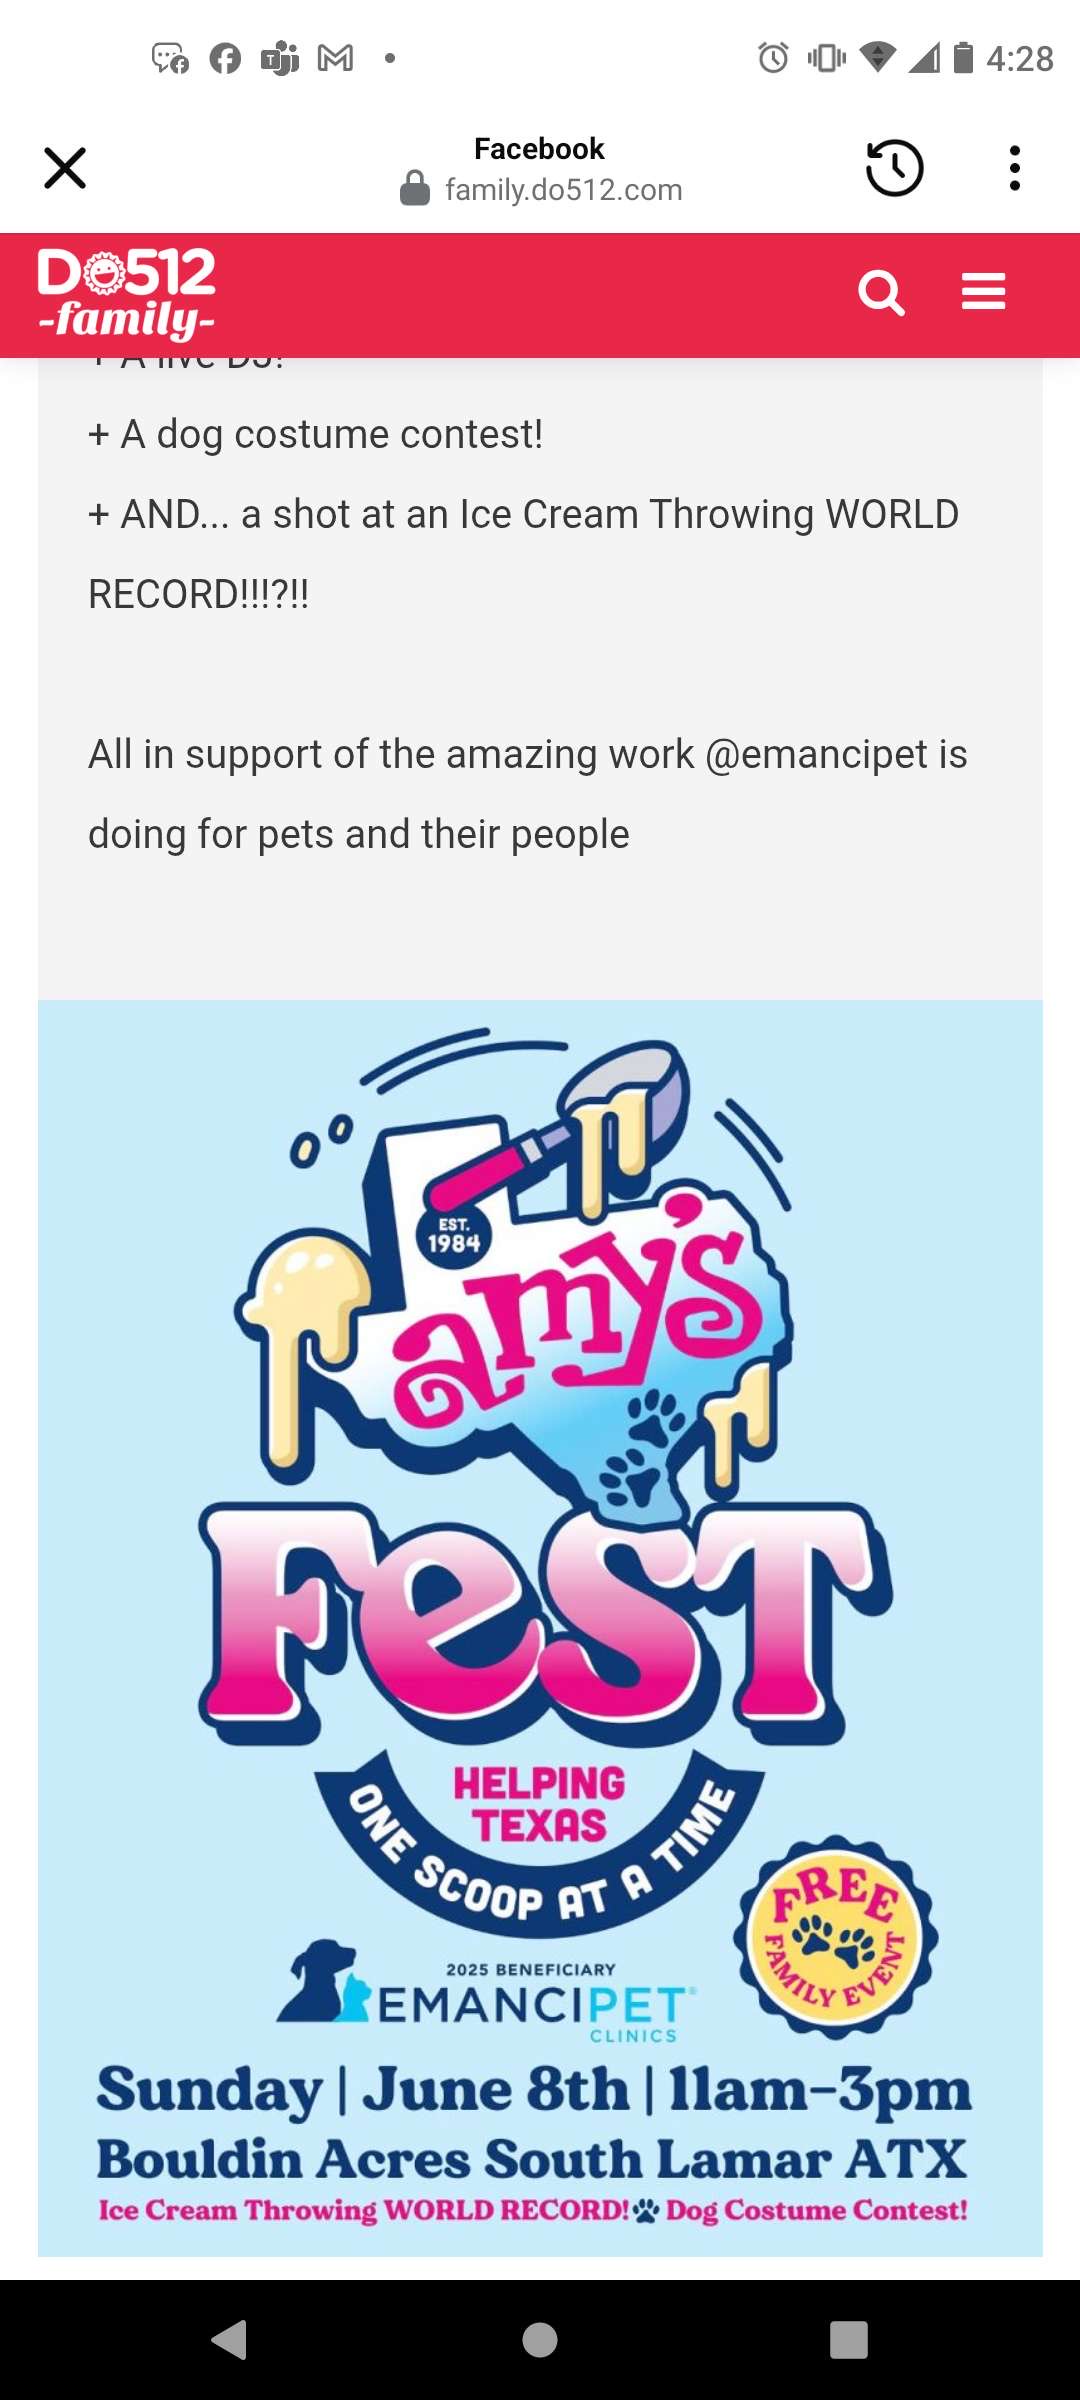 4:28
Facebook
family.do512.com
DO512
-family-
+ A live DJ!
+ A dog costume contest!
+ AND... a shot at an Ice Cream Throwing WORLD
RECORD!!!?!!
All in support of the amazing work @emancipet is
doing for pets and their people
EST.
1984
amy's
FeST
HELPING
TEXAS
ONE SCOOP AT A TIME
FREE
FAMILY EVENT
2025 BENEFICIARY
EMANCIPET®
CLINICS
Sunday | June 8th | 11am-3pm
Bouldin Acres South Lamar ATX
Ice Cream Throwing WORLD RECORD! Dog Costume Contest!